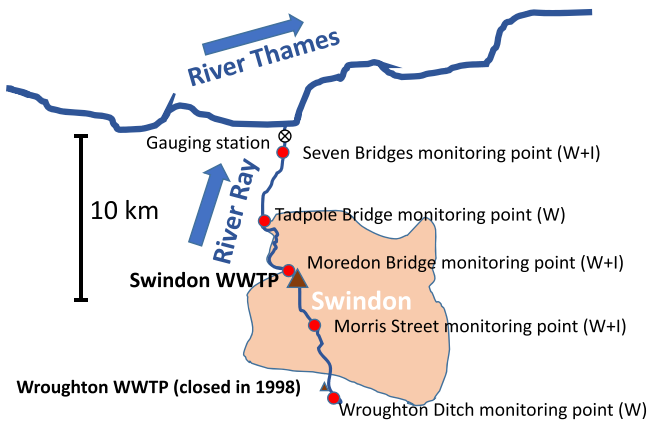 River Thames
Gauging station
Seven Bridges monitoring point (W+I)
10 km
River Ray
Tadpole Bridge monitoring point (W)
Moredon Bridge monitoring point (W+I)
Swindon WWTP
Swindon
Morris Street monitoring point (W+I)
Wroughton WWTP (closed in 1998)
Wroughton Ditch monitoring point (W)